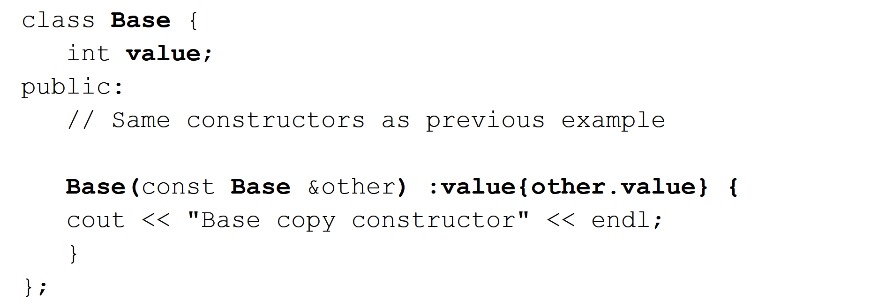 class Base {
int value;
public:
// Same constructors as previous example
Base(const Base &other) :value{other.value} {
cout << "Base copy constructor" << endl;
}
};